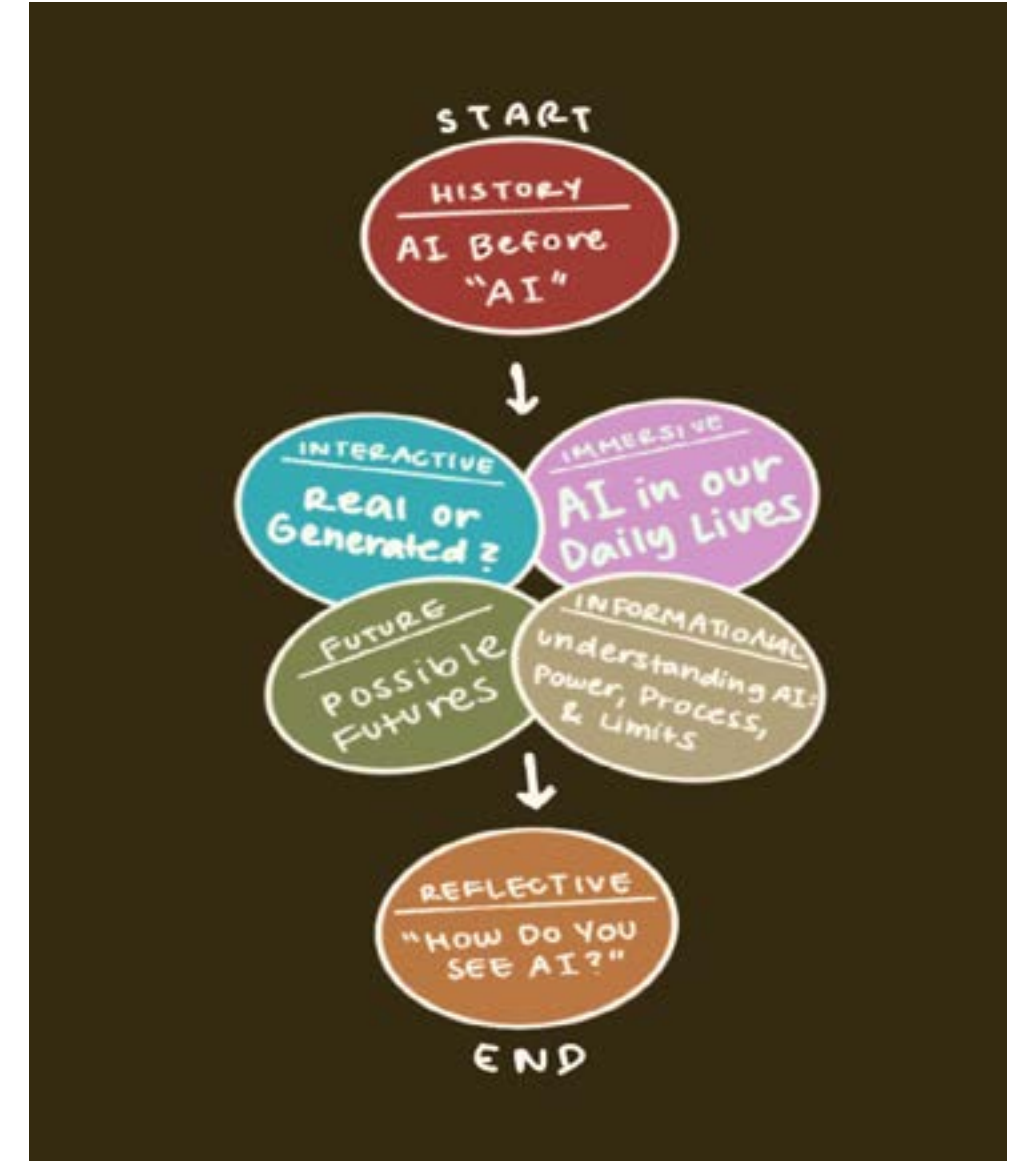 START
HISTORY
AI Before
"AI"
INTERACTIVE
Real or
Generated?
IMMERSIVE
AI in our
Daily Lives
FUTURE
Possible
Futures
INFORMATIONAL
understanding AI:
Power, Process,
& Limits
REFLECTIVE
"HOW DO YOU
SEE AI?"
END